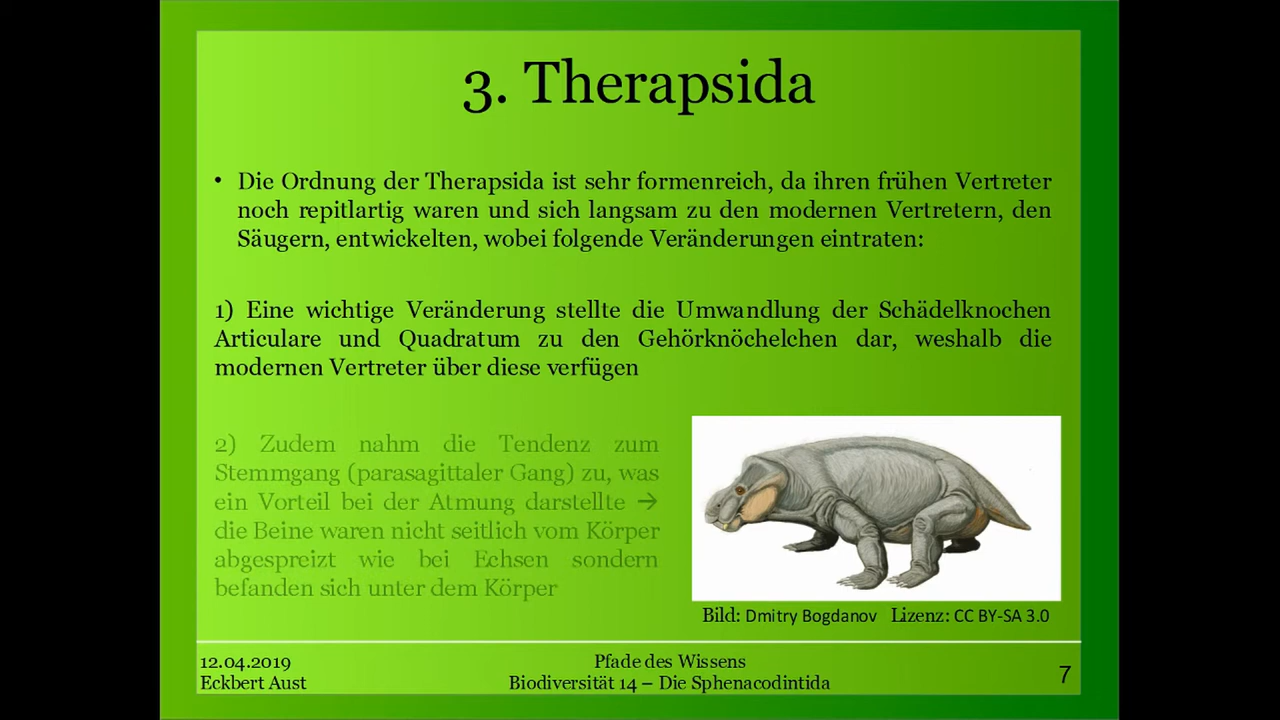 3. Therapsida
• Die Ordnung der Therapsida ist sehr formenreich, da ihren frühen Vertreter
noch repitlartig waren und sich langsam zu den modernen Vertretern, den
Säugern, entwickelten, wobei folgende Veränderungen eintraten:
1) Eine wichtige Veränderung stellte die Umwandlung der Schädelknochen
Articulare und Quadratum zu den Gehörknöchelchen dar, weshalb die
modernen Vertreter über diese verfügen
2) Zudem nahm die Tendenz zum
Stemmgang (parasagittaler Gang) zu, was
ein Vorteil bei der Atmung darstellte →
die Beine waren nicht seitlich vom Körper
abgespreizt wie bei Echsen sondern
befanden sich unter dem Körper
Bild: Dmitry Bogdanov Lizenz: CC BY-SA 3.0
12.04.2019
Eckbert Aust
Pfade des Wissens
Biodiversität 14 – Die Sphenacodintida
7